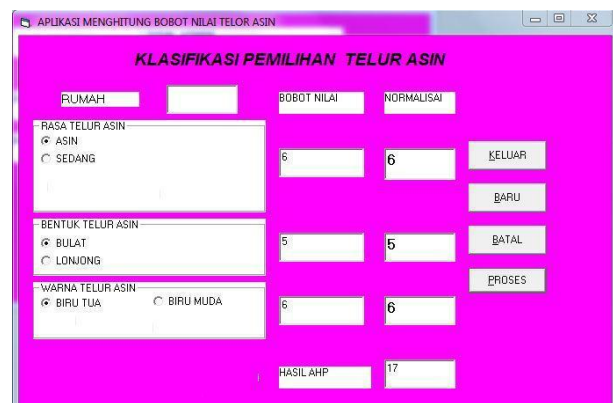 APLIKASI MENGHITUNG BOBOT NILAI TELOR ASIN
KLASIFIKASI PEMILIHAN TELUR ASIN
RUMAH
BOBOT NILAI
NORMALISAI
RASA TELUR ASIN
ASIN
SEDANG
6
6
KELUAR
BARU
BENTUK TELUR ASIN
BULAT
LONJONG
5
5
BATAL
PROSES
WARNA TELUR ASIN
BIRU TUA
BIRU MUDA
6
6
HASIL AHP
17